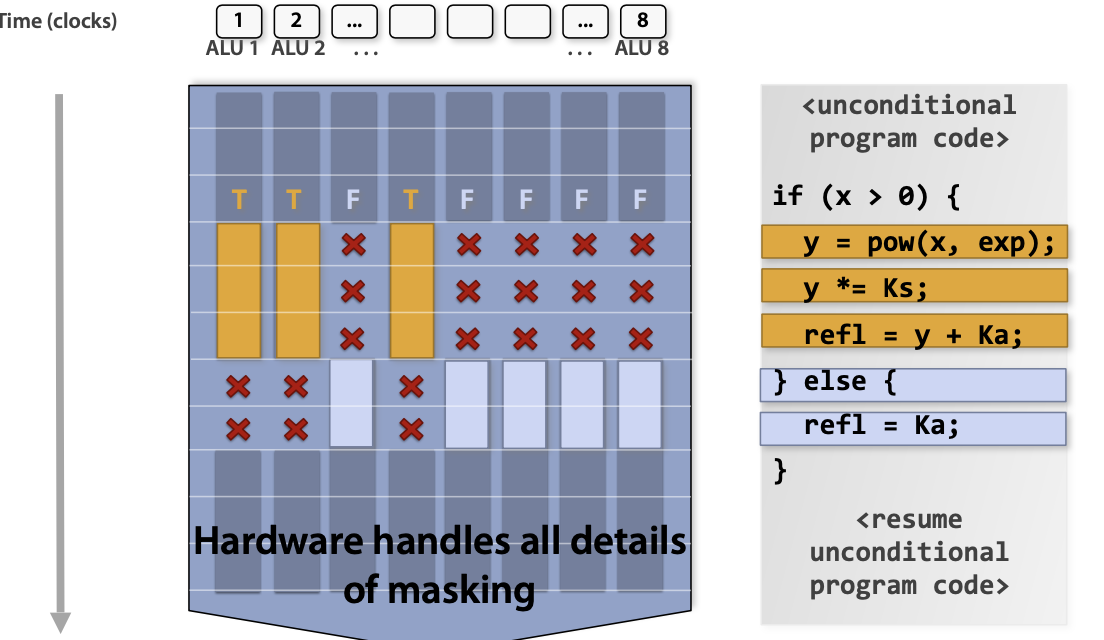 Time (clocks)
1 2 ... ... 8
ALU 1 ALU 2 . . . . . . ALU 8
T T F T F F F F
Hardware handles all details
of masking
<unconditional
program code>
if (x > 0) {
y = pow(x, exp);
y *= Ks;
refl = y + Ka;
} else {
refl = Ka;
}
<resume
unconditional
program code>